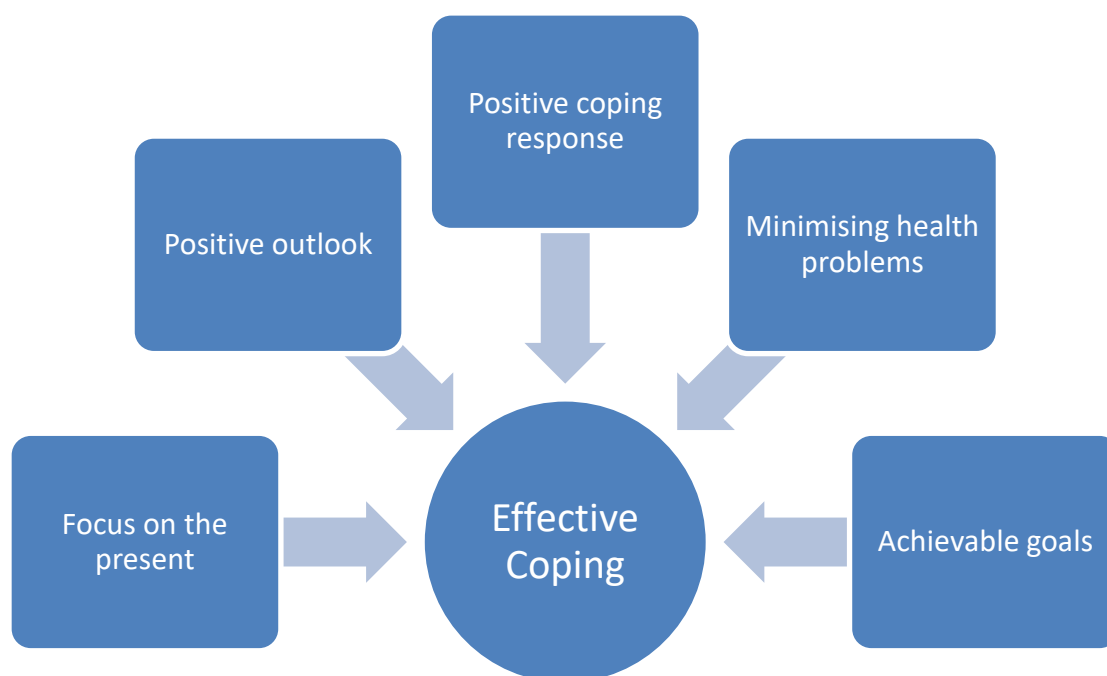 Positive coping
response
Positive outlook
Minimising health
problems
Focus on the
present
Effective
Coping
Achievable goals